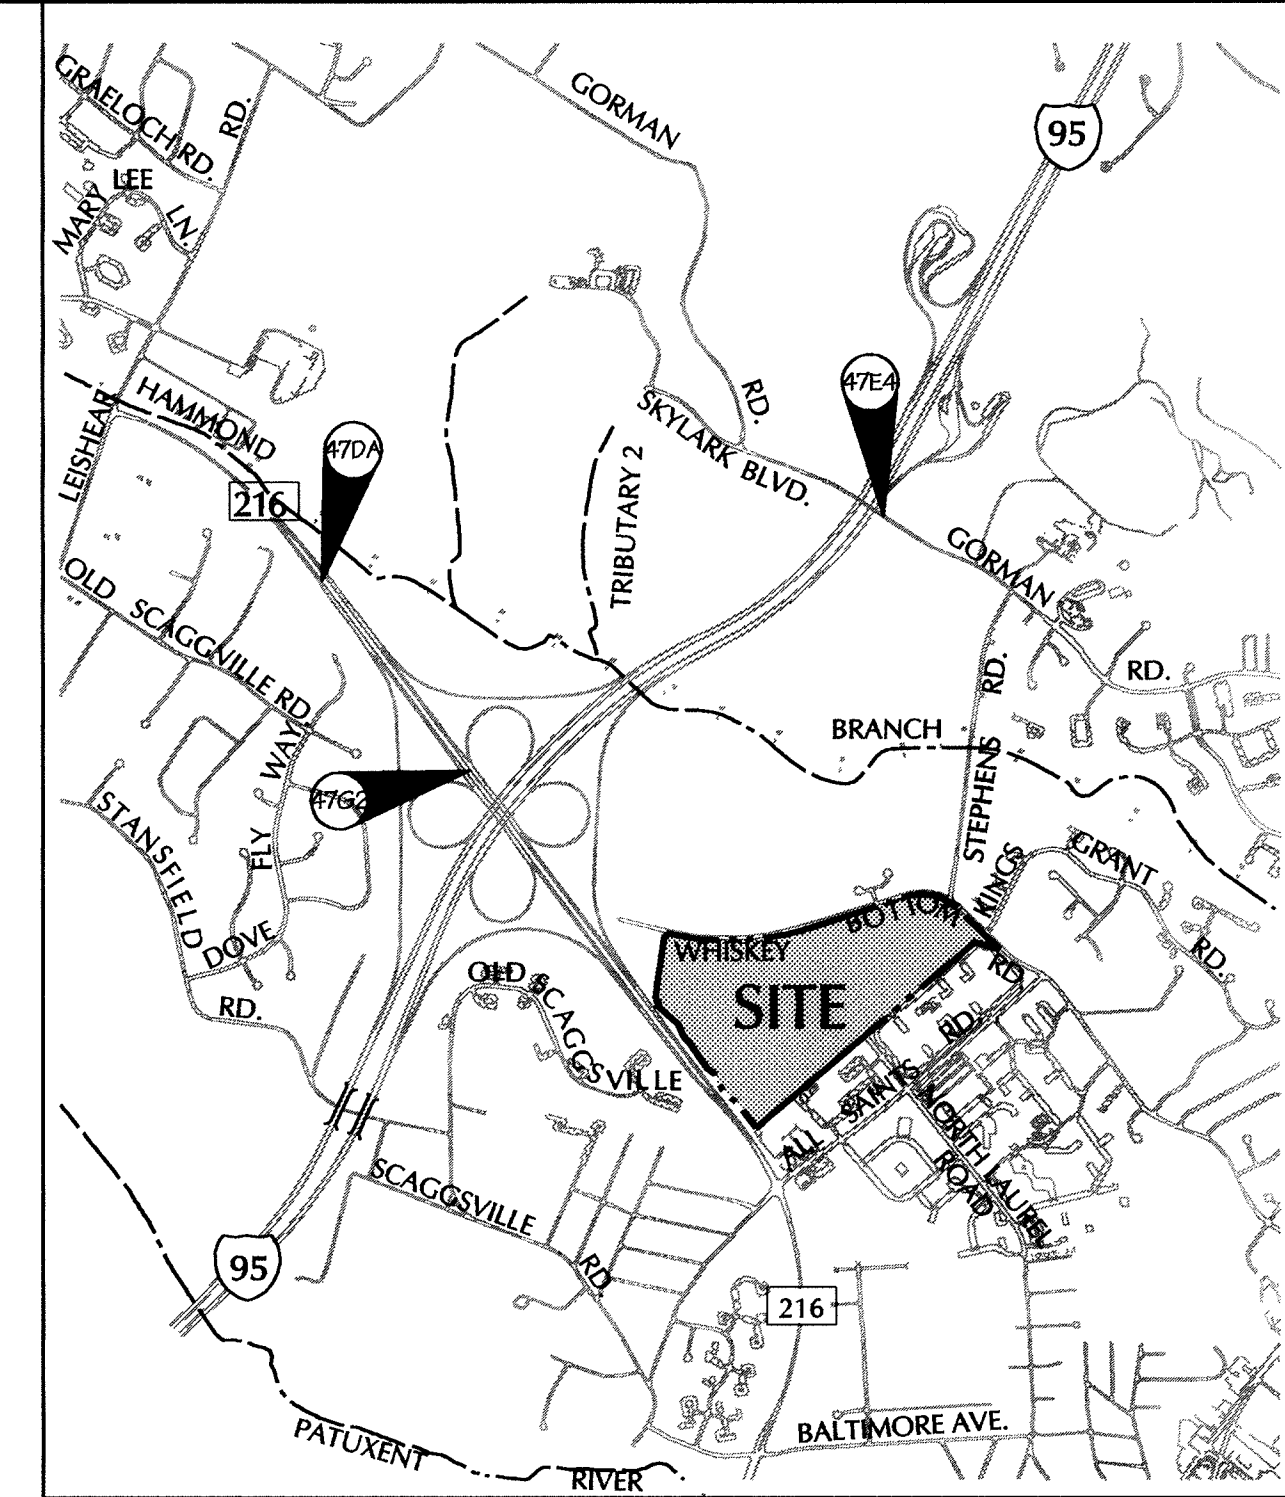 GRAELOCH RD.
RD.
GORMAN
95
MARY
LEE
LN.
HAMMOND
LEISHEAR
47DA
216
SKYLARK BLVD.
RD.
47E4
TRIBUTARY 2
GORMAN
OLD SCAGGVILLE RD.
RD.
RD.
BRANCH
STEPHENS
FLY WAY
47G2
STANSFIELD
DOVE
RD.
KINGS
GRANT
RD.
WHISKEY
BOTTOM
RD.
SITE
OLD SCAGGSVILLE
ALL SAINTS RD.
NORTH LAUREL
ROAD
SCAGGSVILLE
RD.
95
216
BALTIMORE AVE.
PATUXENT
RIVER